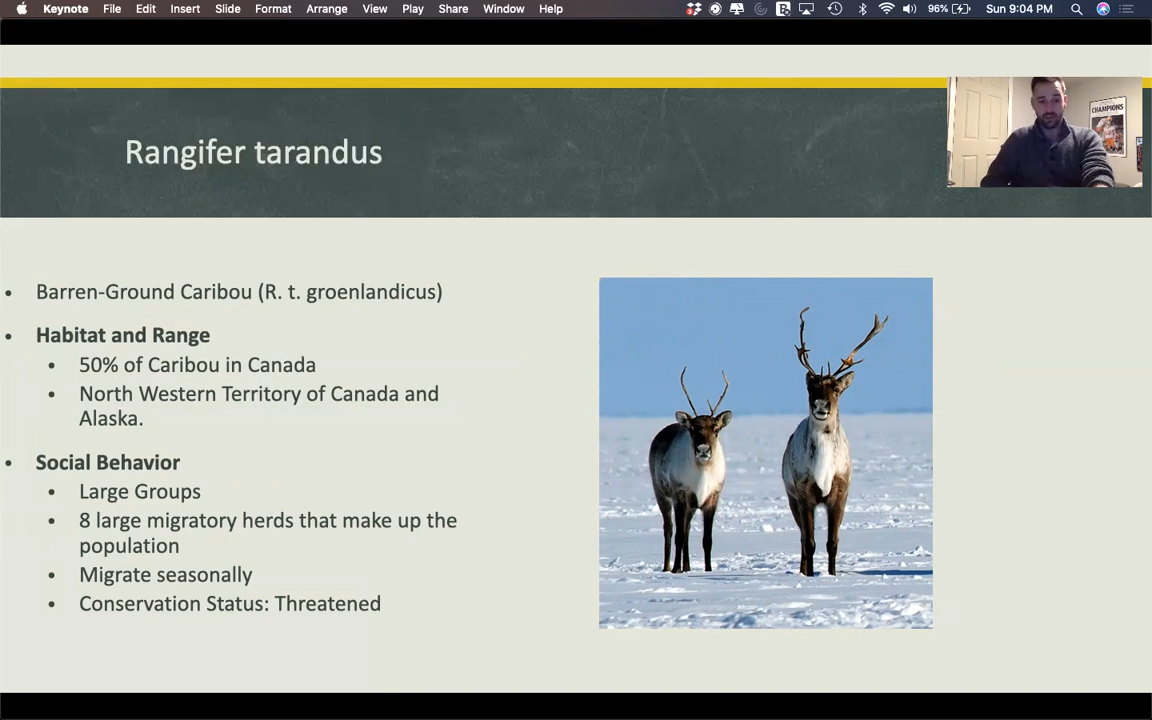 Keynote File Edit Insert Slide Format Arrange View Play Share Window Help 96% Sun 9:04 PM
CHAMPIONS
Rangifer tarandus
• Barren-Ground Caribou (R. t. groenlandicus)
• Habitat and Range
• 50% of Caribou in Canada
• North Western Territory of Canada and
Alaska.
• Social Behavior
• Large Groups
• 8 large migratory herds that make up the
population
• Migrate seasonally
• Conservation Status: Threatened